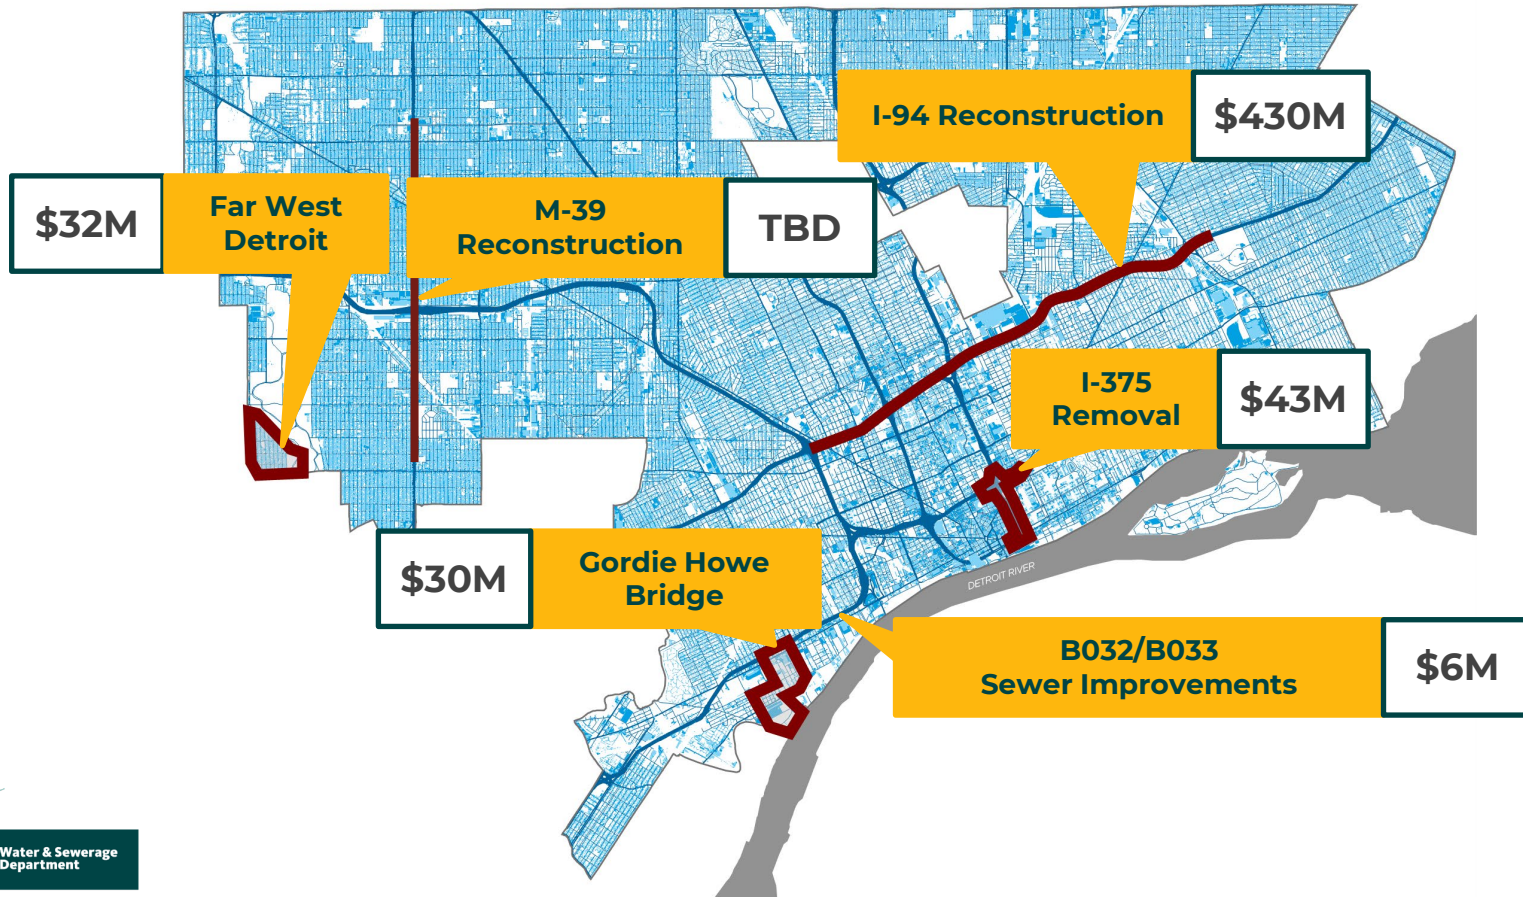 I-94 Reconstruction
$430M
$32M
Far West
Detroit
M-39
Reconstruction
TBD
I-375
Removal
$43M
$30M
Gordie Howe
Bridge
DETROIT RIVER
B032/B033
Sewer Improvements
$6M
Water & Sewerage
Department